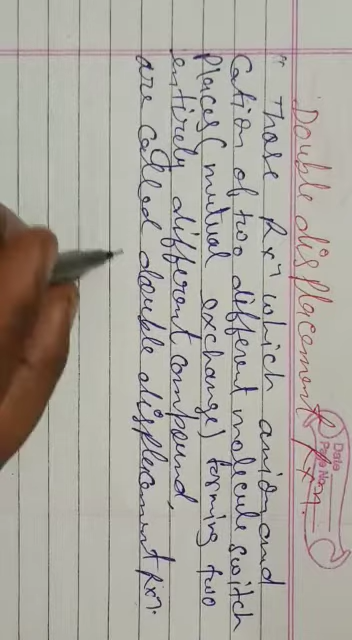 Date
Page No.
Double displacement Rxn.
" Those Rxn which anion and
Cation of two different molecule switch
places (mutual exchange) forming two
entirely different compound,
are called double displacement Rxn.